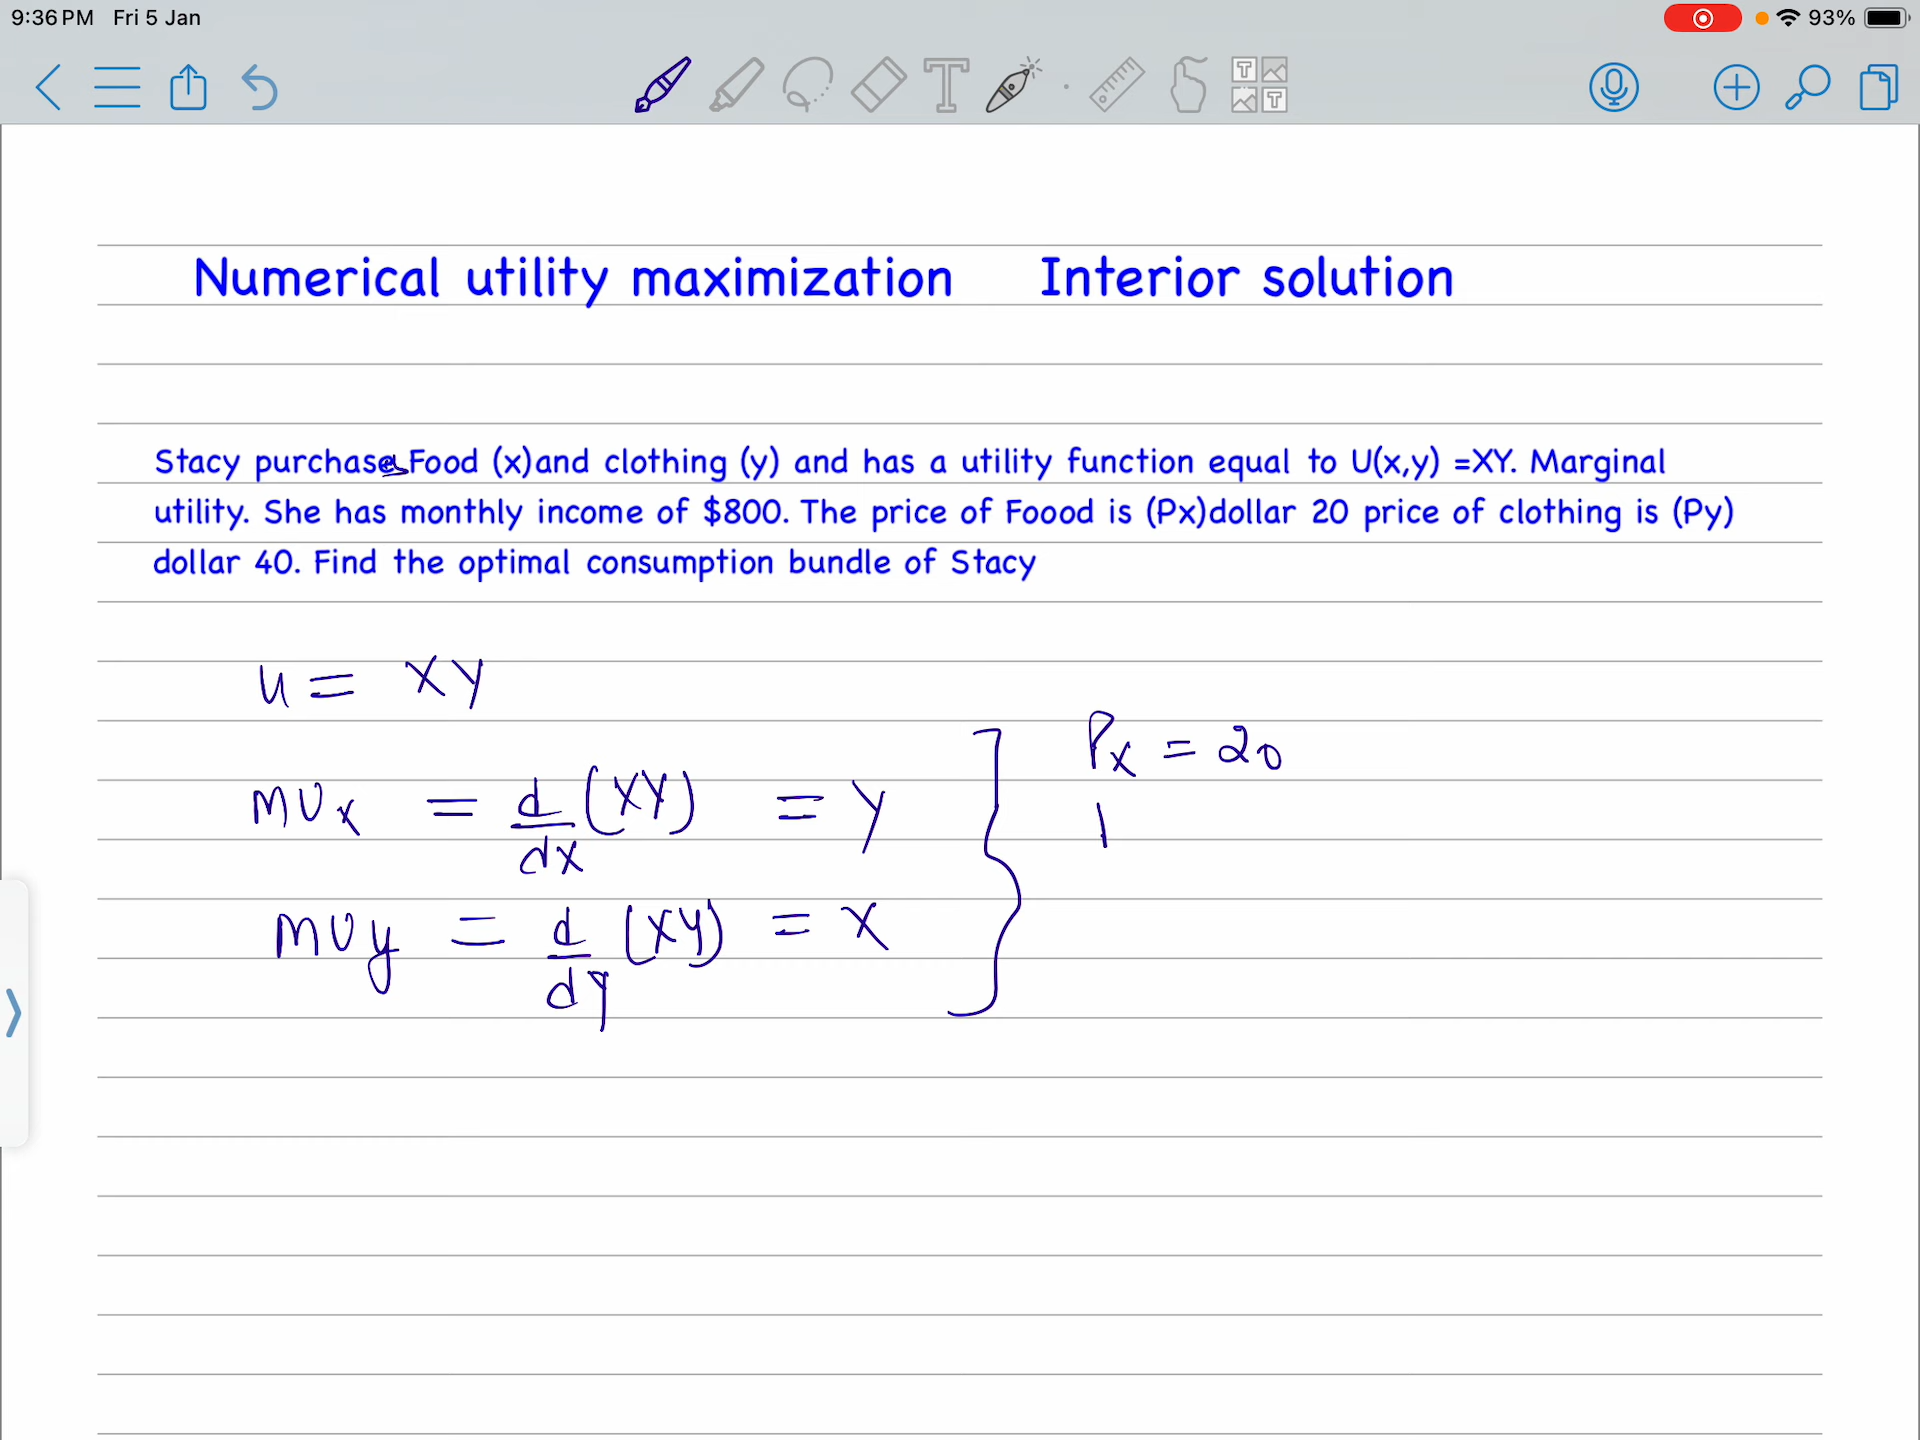 9:36 PM Fri 5 Jan
93%
Numerical utility maximization Interior solution
Stacy purchases Food (x)and clothing (y) and has a utility function equal to U(x,y) =XY. Marginal
utility. She has monthly income of $800. The price of Foood is (Px)dollar 20 price of clothing is (Py)
dollar 40. Find the optimal consumption bundle of Stacy
u = XY
MUx = d/dx (XY) = Y
MUy = d/dy (XY) = X
Px = 20